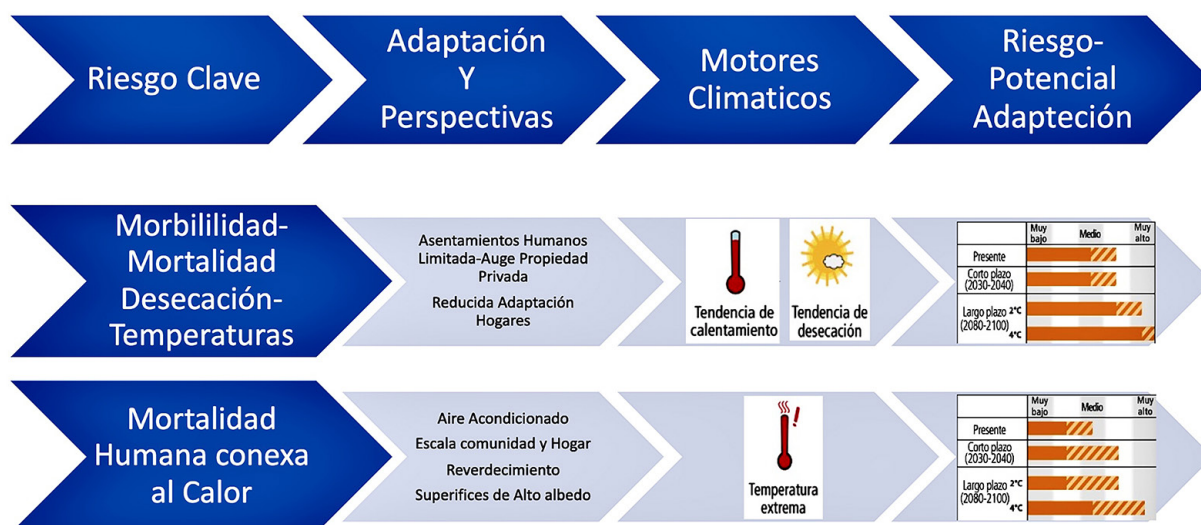 Riesgo Clave
Adaptación
Y
Perspectivas
Motores
Climaticos
Riesgo-
Potencial
Adapteción
Morbililidad-
Mortalidad
Desecación-
Temperaturas
Asentamientos Humanos
Limitada-Auge Propiedad
Privada
Reducida Adaptación
Hogares
Tendencia de
calentamiento
Tendencia de
desecación
Muy
bajo
Medio
Muy
alto
Presente
Corto plazo
(2030-2040)
Largo plazo 2°C
(2080-2100)
4°C
Mortalidad
Humana conexa
al Calor
Aire Acondicionado
Escala comunidad y Hogar
Reverdecimiento
Superifices de Alto albedo
Temperatura
extrema
Muy
bajo
Medio
Muy
alto
Presente
Corto plazo
(2030-2040)
Largo plazo 2°C
(2080-2100)
4°C